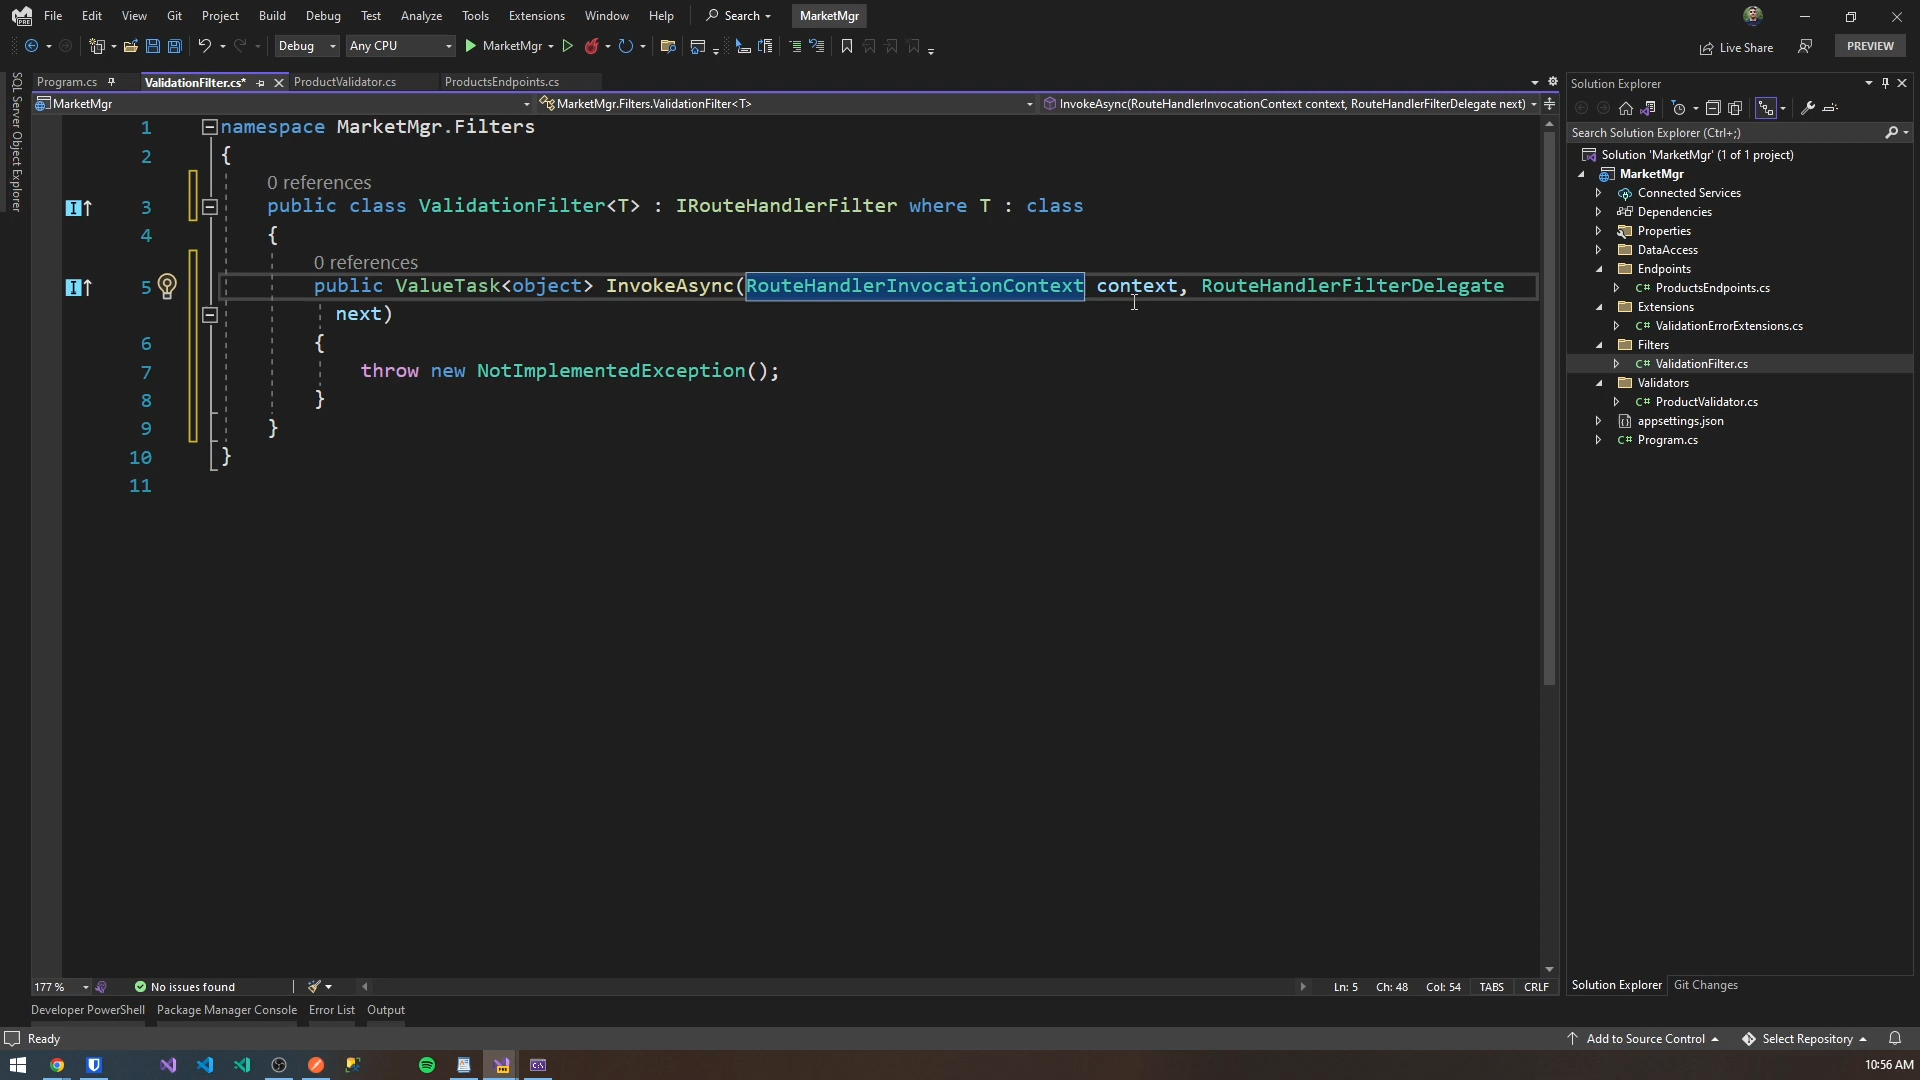 File Edit View Git Project Build Debug Test Analyze Tools Extensions Window Help Search MarketMgr
Debug Any CPU MarketMgr Live Share PREVIEW
Program.cs ValidationFilter.cs* ProductValidator.cs ProductsEndpoints.cs
MarketMgr MarketMgr.Filters.ValidationFilter<T> InvokeAsync(RouteHandlerInvocationContext context, RouteHandlerFilterDelegate next)
SQL Server Object Explorer
1 namespace MarketMgr.Filters
2 {
0 references
3 public class ValidationFilter<T> : IRouteHandlerFilter where T : class
4 {
0 references
5 public ValueTask<object> InvokeAsync(RouteHandlerInvocationContext context, RouteHandlerFilterDelegate
next)
6 {
7 throw new NotImplementedException();
8 }
9 }
10 }
11
Solution Explorer
Search Solution Explorer (Ctrl+;)
Solution 'MarketMgr' (1 of 1 project)
MarketMgr
Connected Services
Dependencies
Properties
DataAccess
Endpoints
C# ProductsEndpoints.cs
Extensions
C# ValidationErrorExtensions.cs
Filters
C# ValidationFilter.cs
Validators
C# ProductValidator.cs
appsettings.json
C# Program.cs
177 % No issues found Ln: 5 Ch: 48 Col: 54 TABS CRLF
Solution Explorer Git Changes
Developer PowerShell Package Manager Console Error List Output
Ready Add to Source Control Select Repository
10:56 AM